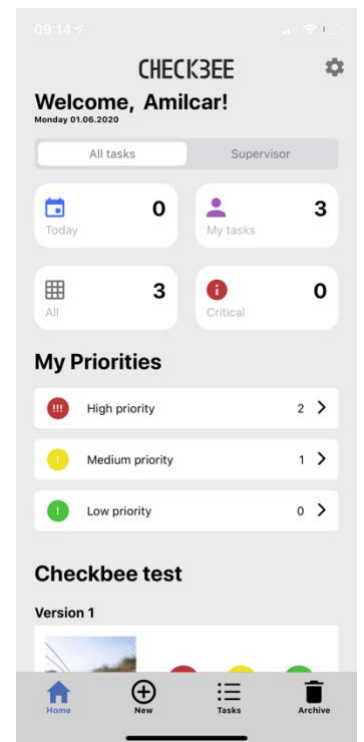 09:14
CHECKBEE
Welcome, Amilcar!
Monday 01.06.2020
All tasks Supervisor
0 3
Today My tasks
3 0
All Critical
My Priorities
!!! High priority 2
! Medium priority 1
! Low priority 0
Checkbee test
Version 1
Home New Tasks Archive